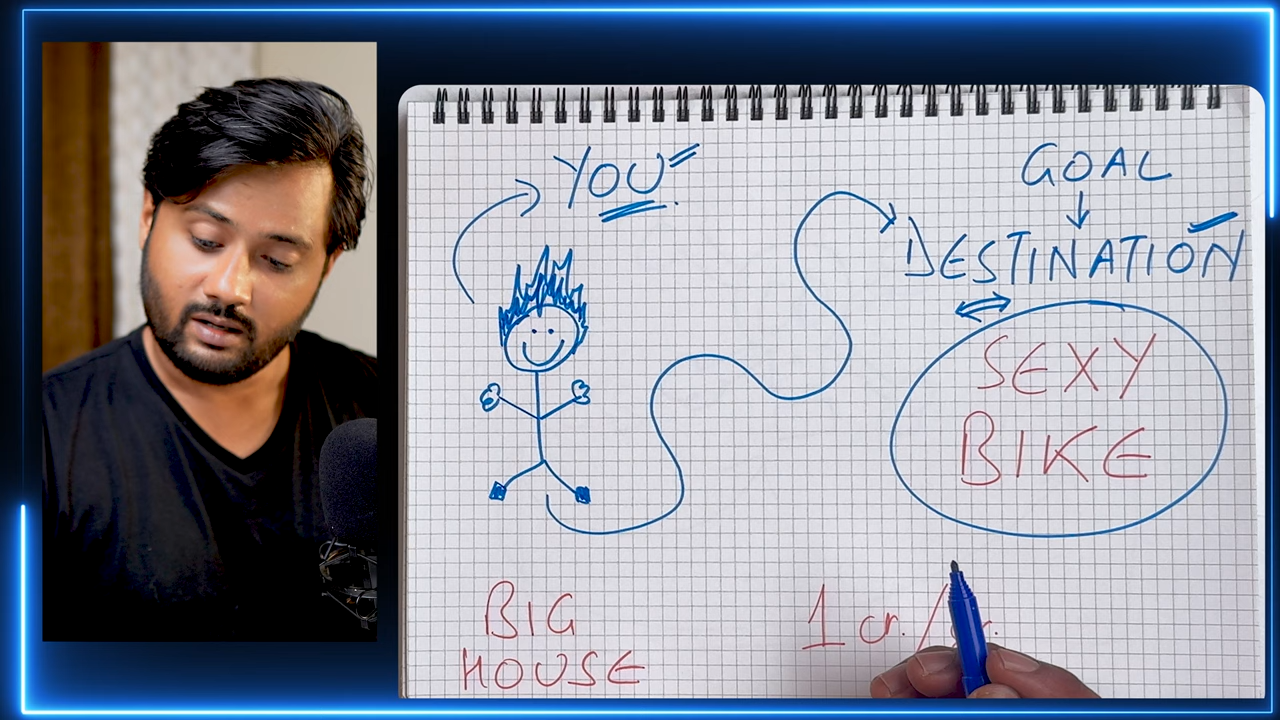 YOU
GOAL
DESTINATION
SEXY
BIKE
BIG
HOUSE
1 cr./